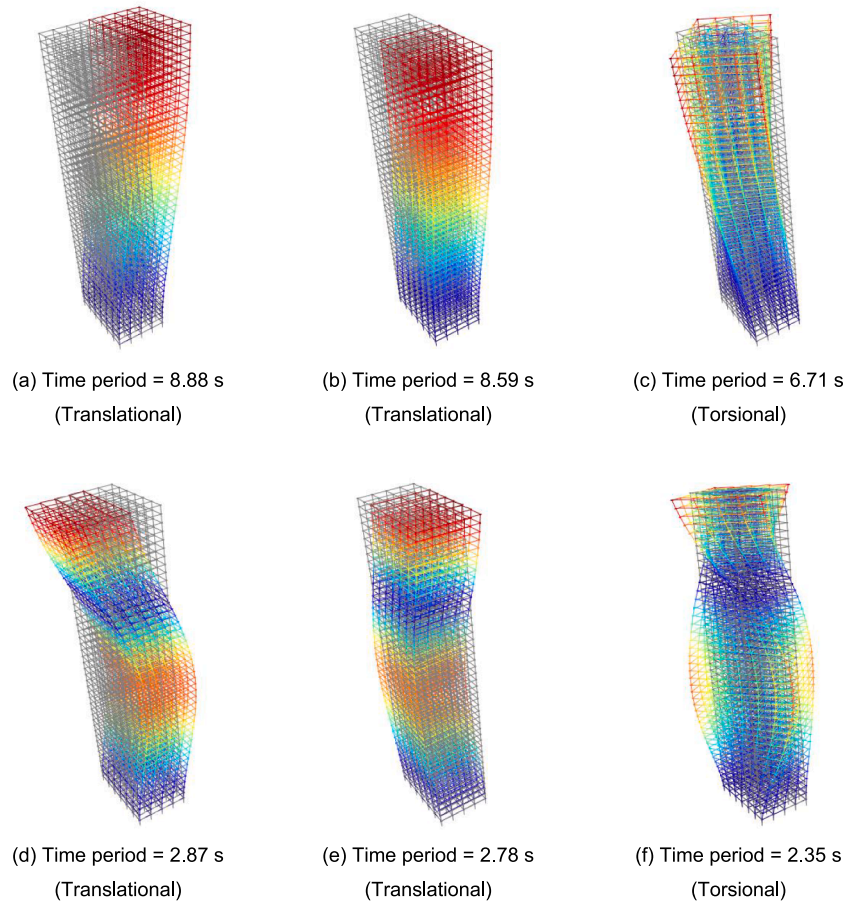 (a) Time period = 8.88 s
(Translational)
(b) Time period = 8.59 s
(Translational)
(c) Time period = 6.71 s
(Torsional)
(d) Time period = 2.87 s
(Translational)
(e) Time period = 2.78 s
(Translational)
(f) Time period = 2.35 s
(Torsional)